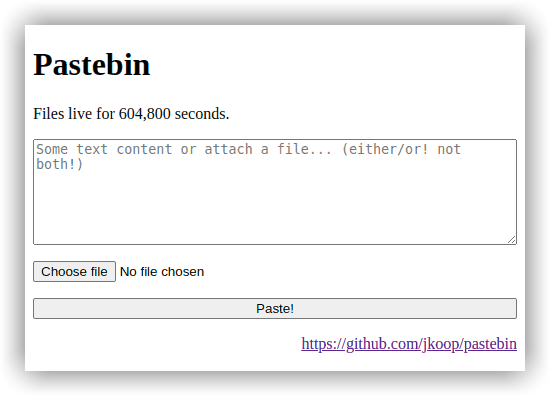 Pastebin
Files live for 604,800 seconds.
Some text content or attach a file... (either/or! not
both!)
Choose file No file chosen
Paste!
https://github.com/jkoop/pastebin